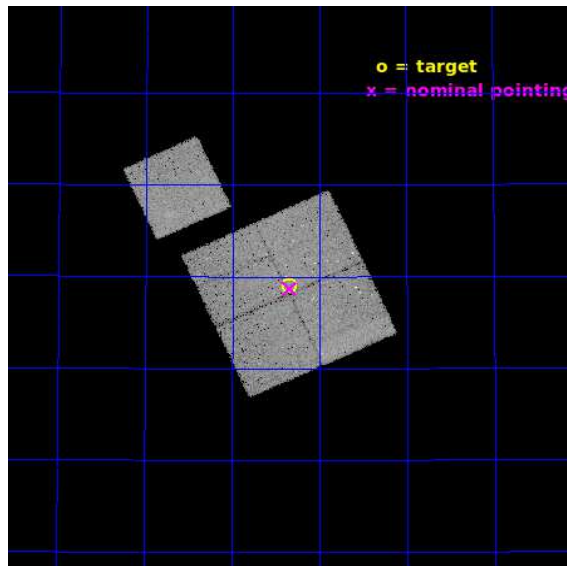 o = target
x = nominal pointing